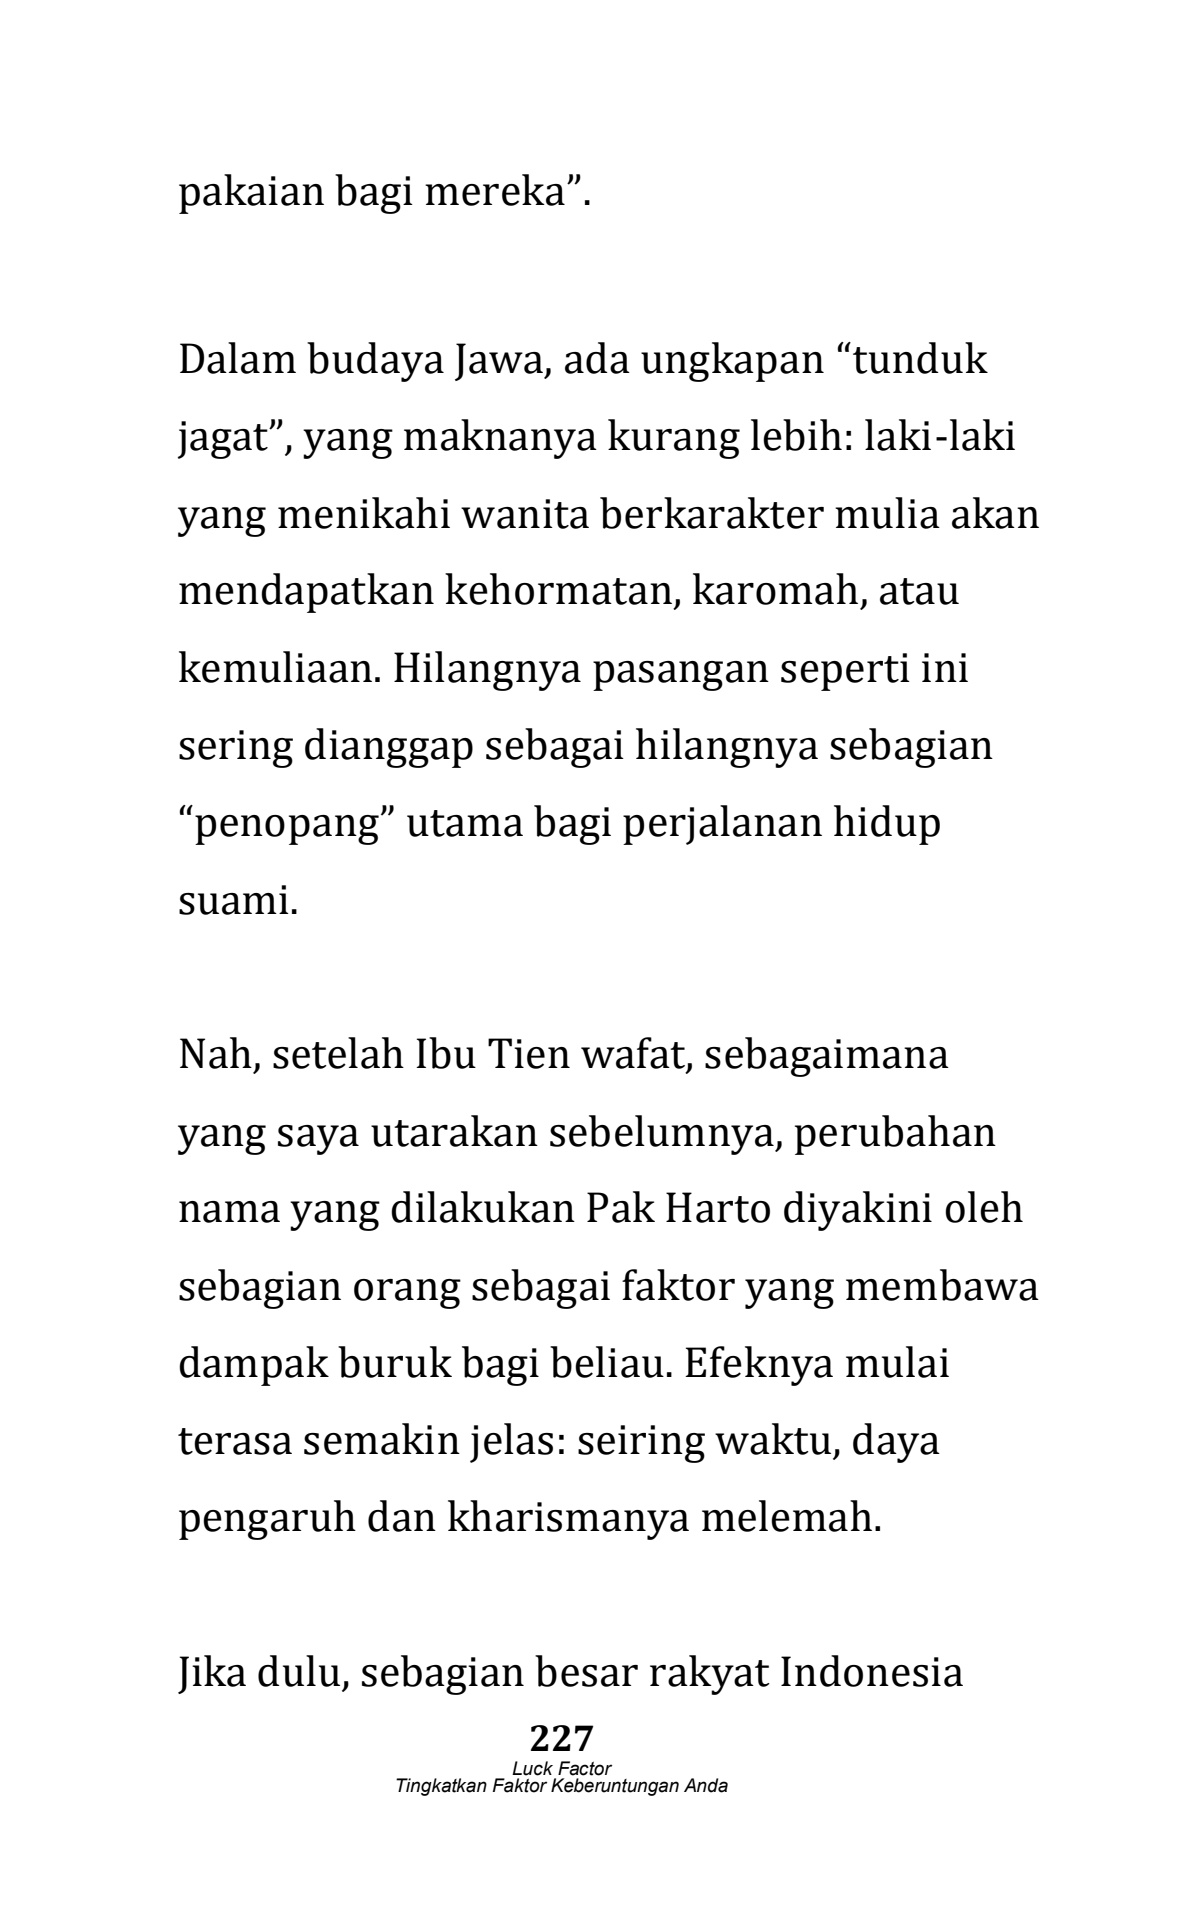 pakaian bagi mereka”.
Dalam budaya Jawa, ada ungkapan “tunduk
jagat”, yang maknanya kurang lebih: laki-laki
yang menikahi wanita berkarakter mulia akan
mendapatkan kehormatan, karomah, atau
kemuliaan. Hilangnya pasangan seperti ini
sering dianggap sebagai hilangnya sebagian
“penopang” utama bagi perjalanan hidup
suami.
Nah, setelah Ibu Tien wafat, sebagaimana
yang saya utarakan sebelumnya, perubahan
nama yang dilakukan Pak Harto diyakini oleh
sebagian orang sebagai faktor yang membawa
dampak buruk bagi beliau. Efeknya mulai
terasa semakin jelas: seiring waktu, daya
pengaruh dan kharismanya melemah.
Jika dulu, sebagian besar rakyat Indonesia
227
Luck Factor
Tingkatkan Faktor Keberuntungan Anda